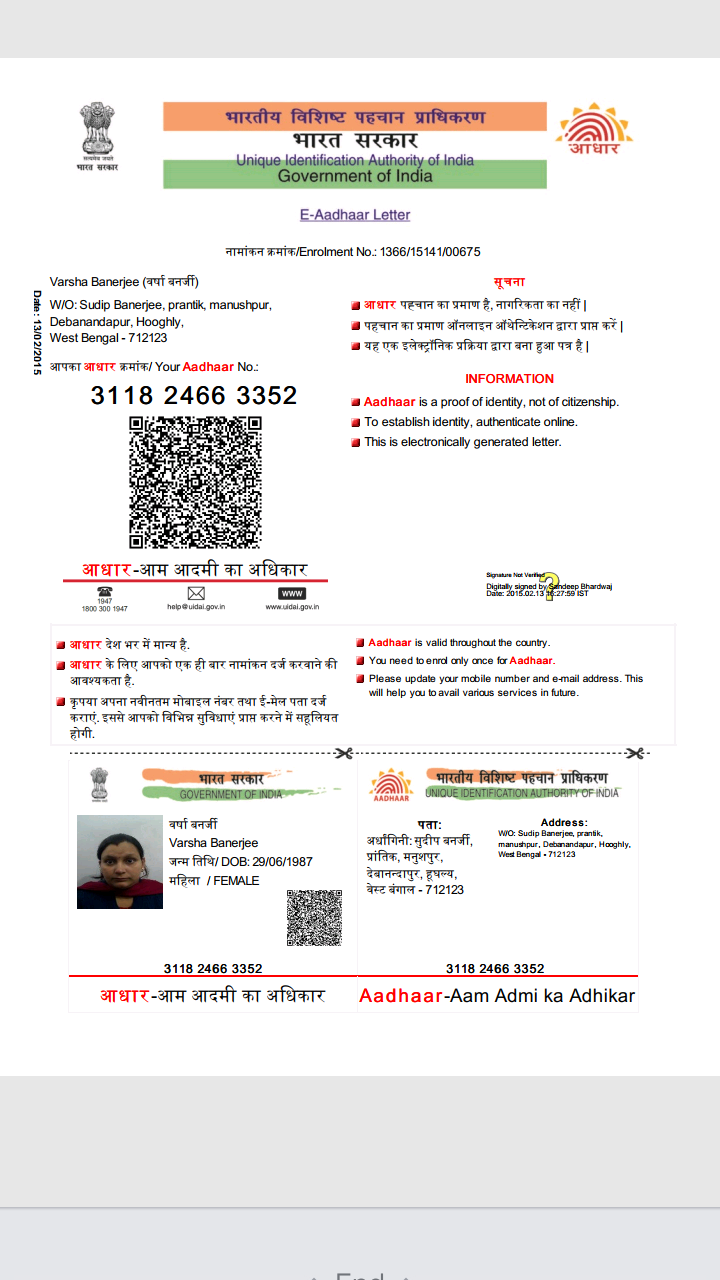 सत्यमेव जयते
भारत सरकार
भारतीय विशिष्ट पहचान प्राधिकरण
भारत सरकार
Unique Identification Authority of India
Government of India
आधार
E-Aadhaar Letter
नामांकन क्रमांक/Enrolment No.: 1366/15141/00675
Date: 13/02/2015
Varsha Banerjee (वर्षा बनर्जी)
W/O: Sudip Banerjee, prantik, manushpur,
Debanandapur, Hooghly,
West Bengal - 712123
आपका आधार क्रमांक/ Your Aadhaar No.:
3118 2466 3352
आधार-आम आदमी का अधिकार
1947
1800 300 1947
help@uidai.gov.in
www
www.uidai.gov.in
सूचना
आधार पहचान का प्रमाण है, नागरिकता का नहीं |
पहचान का प्रमाण ऑनलाइन ऑथेन्टिकेशन द्वारा प्राप्त करें |
यह एक इलेक्ट्रॉनिक प्रक्रिया द्वारा बना हुआ पत्र है |
INFORMATION
Aadhaar is a proof of identity, not of citizenship.
To establish identity, authenticate online.
This is electronically generated letter.
Signature Not Verified
Digitally signed by Sandeep Bhardwaj
Date: 2015.02.13 16:27:59 IST
आधार देश भर में मान्य है.
आधार के लिए आपको एक ही बार नामांकन दर्ज करवाने की
आवश्यकता है.
कृपया अपना नवीनतम मोबाइल नंबर तथा ई-मेल पता दर्ज
कराएं. इससे आपको विभिन्न सुविधाएं प्राप्त करने में सहूलियत
होगी.
Aadhaar is valid throughout the country.
You need to enrol only once for Aadhaar.
Please update your mobile number and e-mail address. This
will help you to avail various services in future.
भारत सरकार
GOVERNMENT OF INDIA
वर्षा बनर्जी
Varsha Banerjee
जन्म तिथि/ DOB: 29/06/1987
महिला / FEMALE
3118 2466 3352
आधार-आम आदमी का अधिकार
AADHAAR
भारतीय विशिष्ट पहचान प्राधिकरण
UNIQUE IDENTIFICATION AUTHORITY OF INDIA
पता:
अर्धांगिनी: सुदीप बनर्जी,
प्रांतिक, मनुशपुर,
देबानन्दापुर, हूघल्य,
वेस्ट बंगाल - 712123
Address:
W/O: Sudip Banerjee, prantik,
manushpur, Debanandapur, Hooghly,
West Bengal - 712123
3118 2466 3352
Aadhaar-Aam Admi ka Adhikar